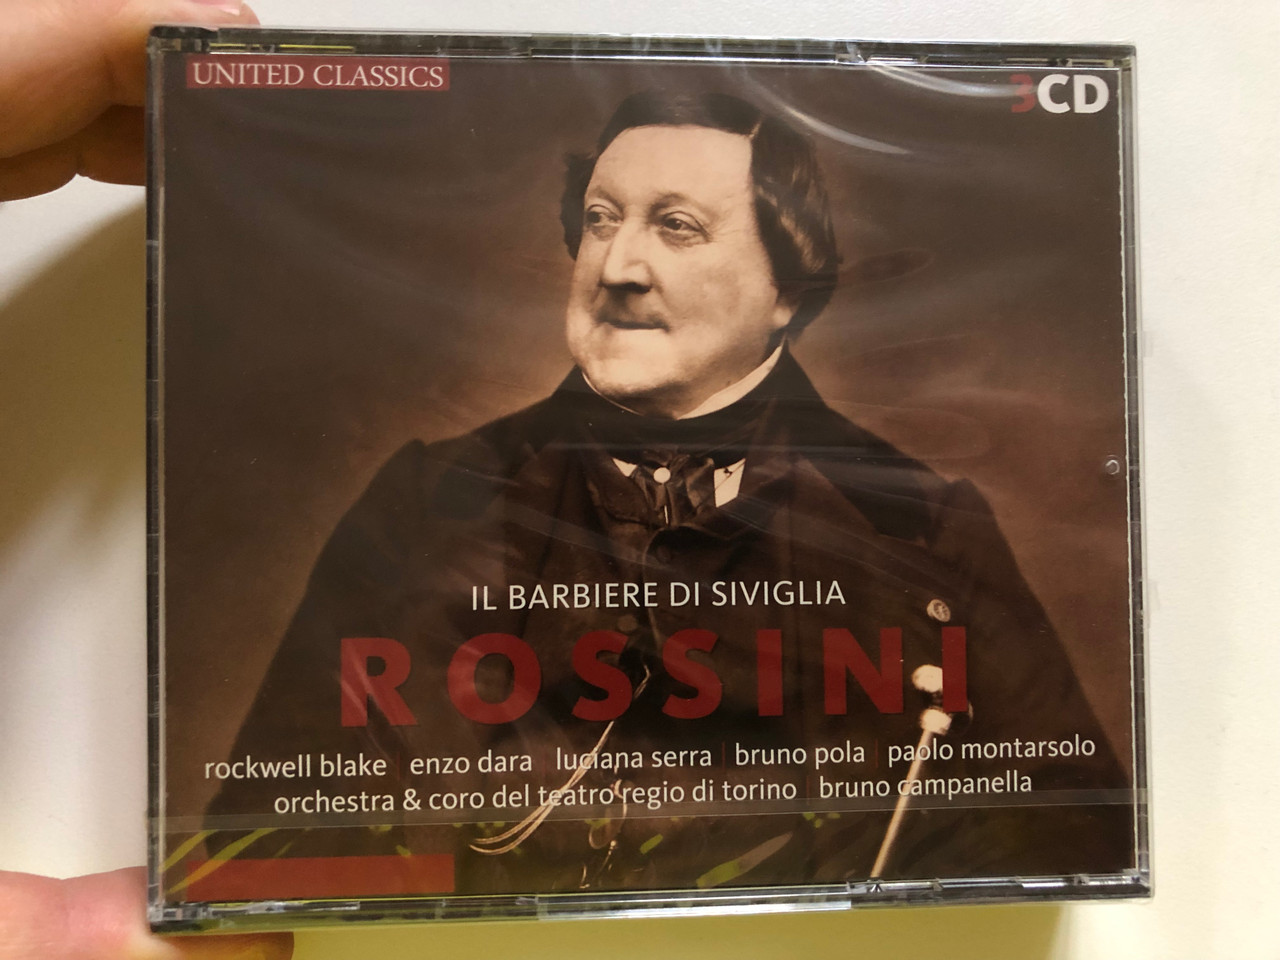 UNITED CLASSICS
3CD
IL BARBIERE DI SIVIGLIA
ROSSINI
rockwell blake | enzo dara | luciana serra | bruno pola | paolo montarsolo
orchestra & coro del teatro regio di torino | bruno campanella